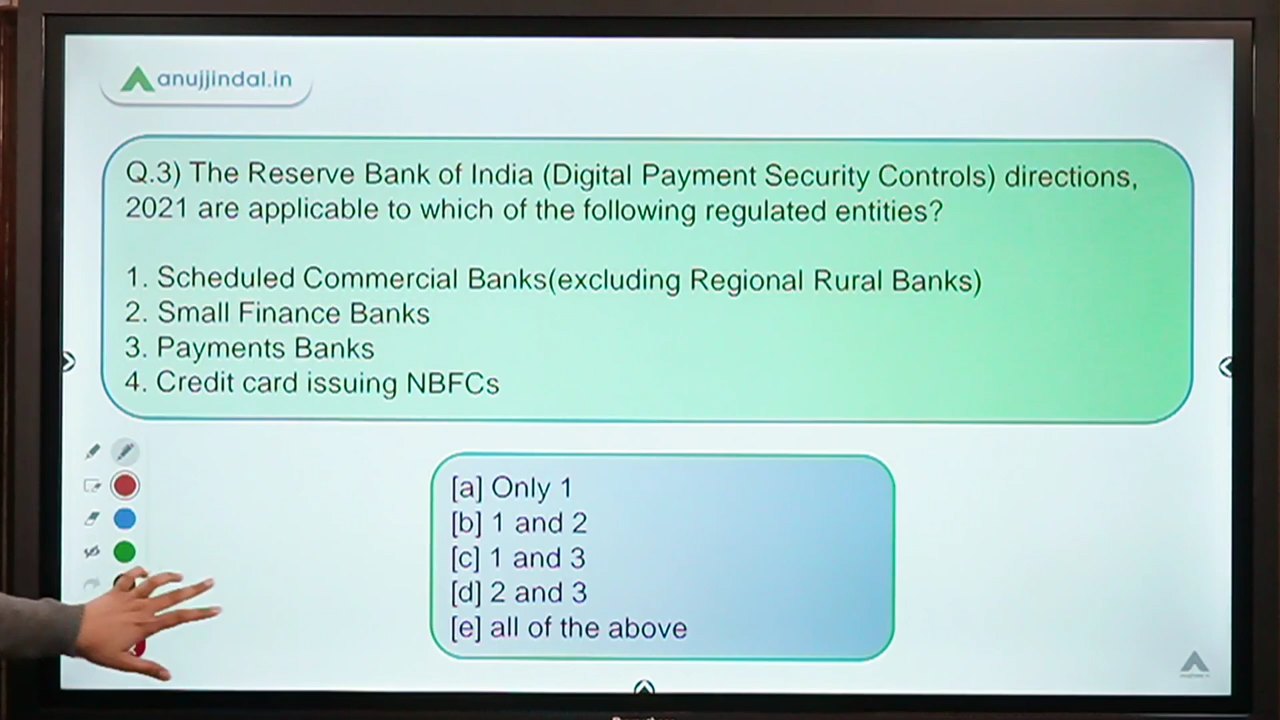 anujjindal.in
Q.3) The Reserve Bank of India (Digital Payment Security Controls) directions,
2021 are applicable to which of the following regulated entities?
1. Scheduled Commercial Banks(excluding Regional Rural Banks)
2. Small Finance Banks
3. Payments Banks
4. Credit card issuing NBFCs
[a] Only 1
[b] 1 and 2
[c] 1 and 3
[d] 2 and 3
[e] all of the above